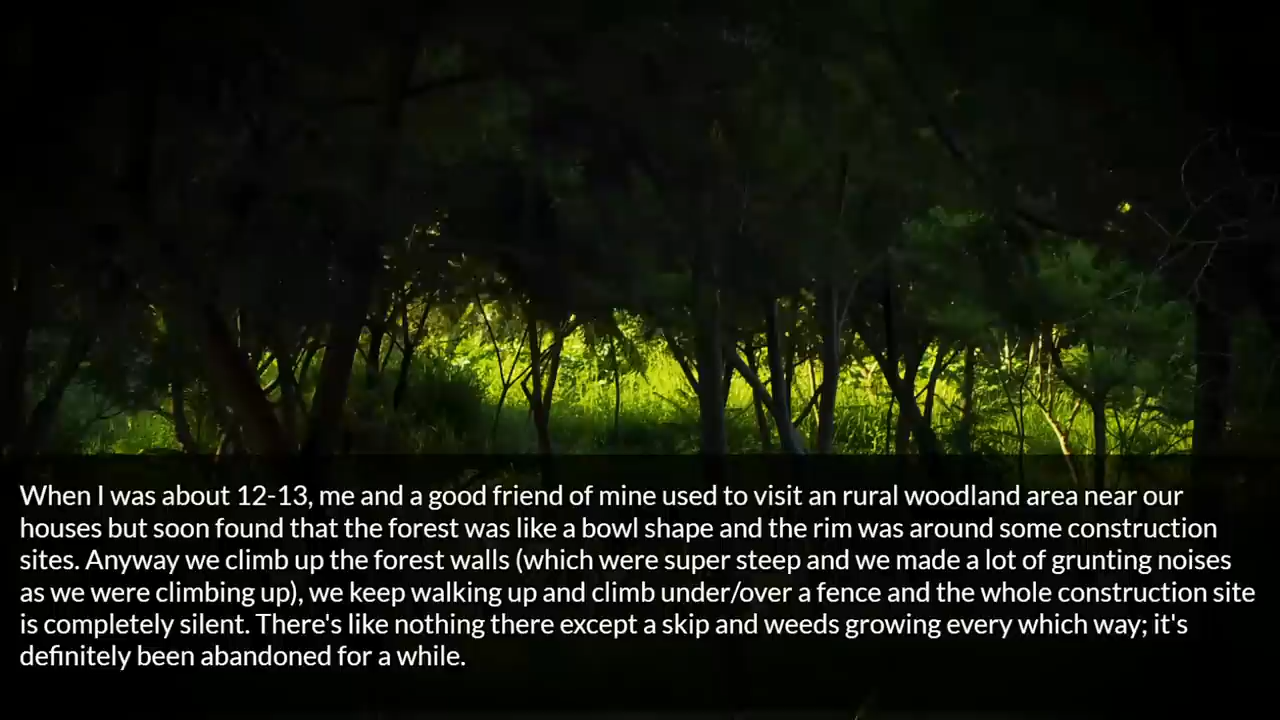 When I was about 12-13, me and a good friend of mine used to visit an rural woodland area near our
houses but soon found that the forest was like a bowl shape and the rim was around some construction
sites. Anyway we climb up the forest walls (which were super steep and we made a lot of grunting noises
as we were climbing up), we keep walking up and climb under/over a fence and the whole construction site
is completely silent. There's like nothing there except a skip and weeds growing every which way; it's
definitely been abandoned for a while.